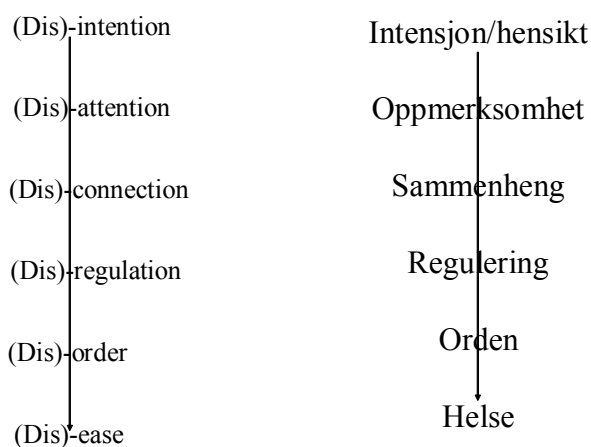 (Dis)-intention
(Dis)-attention
(Dis)-connection
(Dis)-regulation
(Dis)-order
(Dis)-ease
Intensjon/hensikt
Oppmerksomhet
Sammenheng
Regulering
Orden
Helse